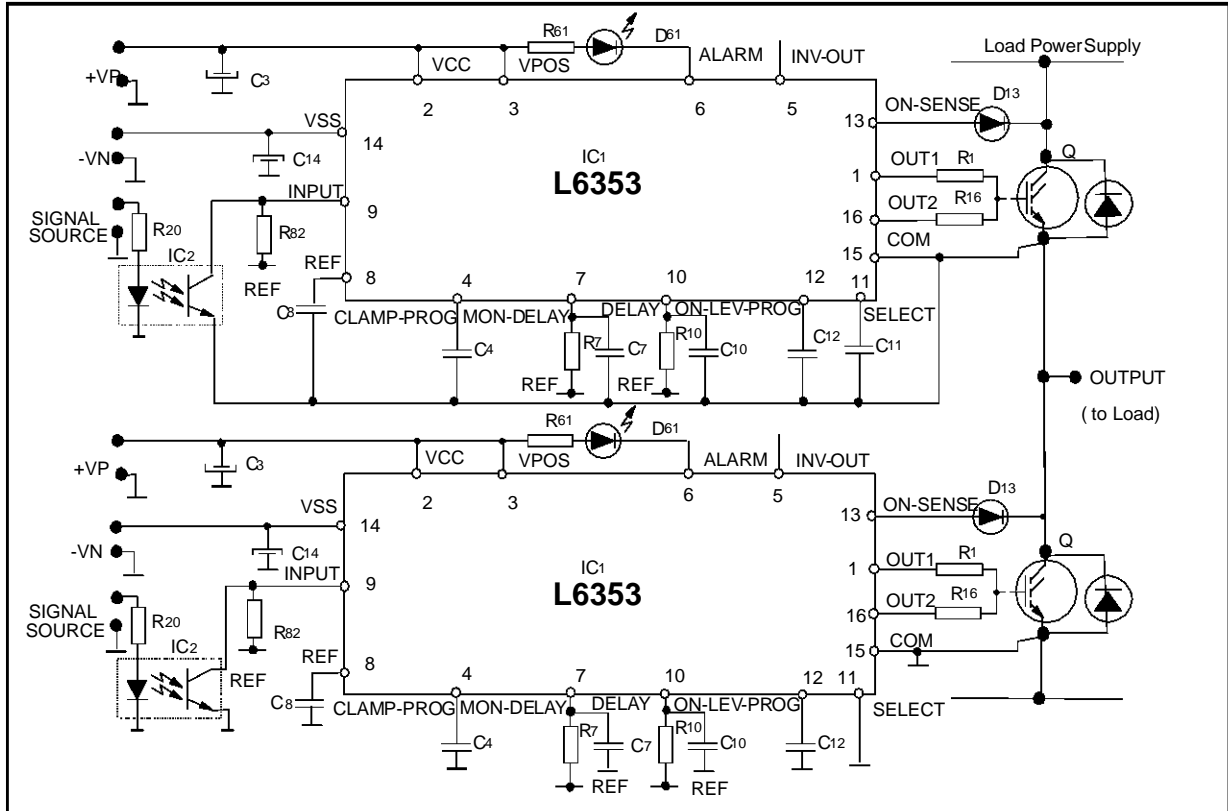 R61
D61
ALARM
INV-OUT
Load PowerSupply
+VP
C3
VCC
VPOS
2
3
6
5
ON-SENSE
D13
13
VSS
14
-VN
C14
IC1
L6353
OUT1
R1
Q
1
INPUT
9
OUT2
R16
16
SIGNAL
SOURCE
R20
R82
COM
15
IC2
REF
REF
8
4
7
10
12
11
C8
CLAMP-PROG
MON-DELAY
DELAY
ON-LEV-PROG
SELECT
C4
R7
C7
R10
C10
C12
C11
REF
REF
OUTPUT
( to Load)
R61
D61
ALARM
INV-OUT
+VP
C3
VCC
VPOS
2
3
6
5
ON-SENSE
D13
13
VSS
14
-VN
C14
IC1
L6353
OUT1
R1
Q
1
INPUT
9
OUT2
R16
16
SIGNAL
SOURCE
R20
R82
COM
15
IC2
REF
REF
8
4
7
10
12
11
C8
CLAMP-PROG
MON-DELAY
DELAY
ON-LEV-PROG
SELECT
C4
R7
C7
R10
C10
C12
REF
REF